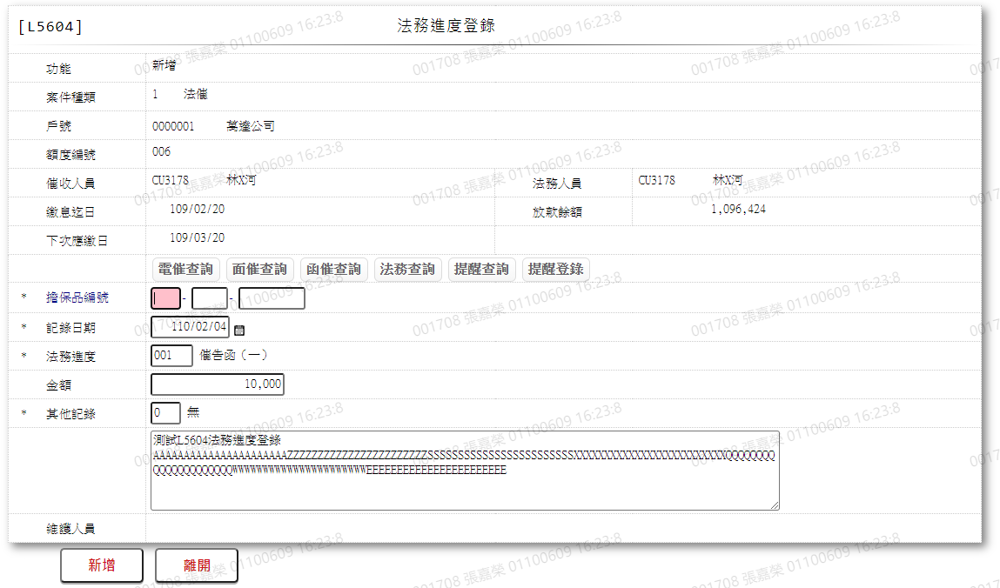 [L5604]
法務進度登錄
功能 新增
案件種類 1 法催
戶號 0000001 萬達公司
額度編號 006
催收人員 CU3178 林X河 法務人員 CU3178 林X河
繳息迄日 109/02/20 放款餘額 1,096,424
下次應繳日 109/03/20
電催查詢 面催查詢 函催查詢 法務查詢 提醒查詢 提醒登錄
* 擔保品編號 - -
* 記錄日期 110/02/04
* 法務進度 001 催告函（一）
金額 10,000
* 其他記錄 0 無
測試L5604法務進度登錄
維護人員
新增 離開
001708 張嘉榮 01100609 16:23:8